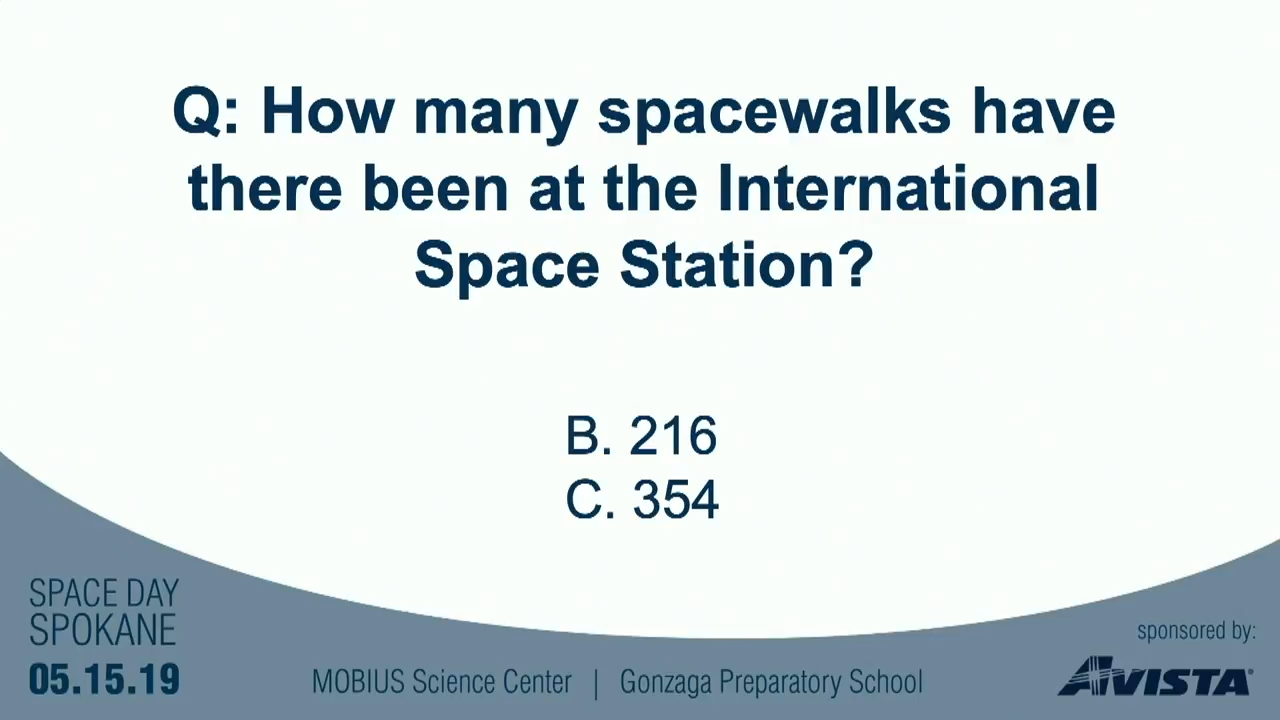 Q: How many spacewalks have
there been at the International
Space Station?
B. 216
C. 354
SPACE DAY
SPOKANE
05.15.19
MOBIUS Science Center | Gonzaga Preparatory School
sponsored by:
AVISTA